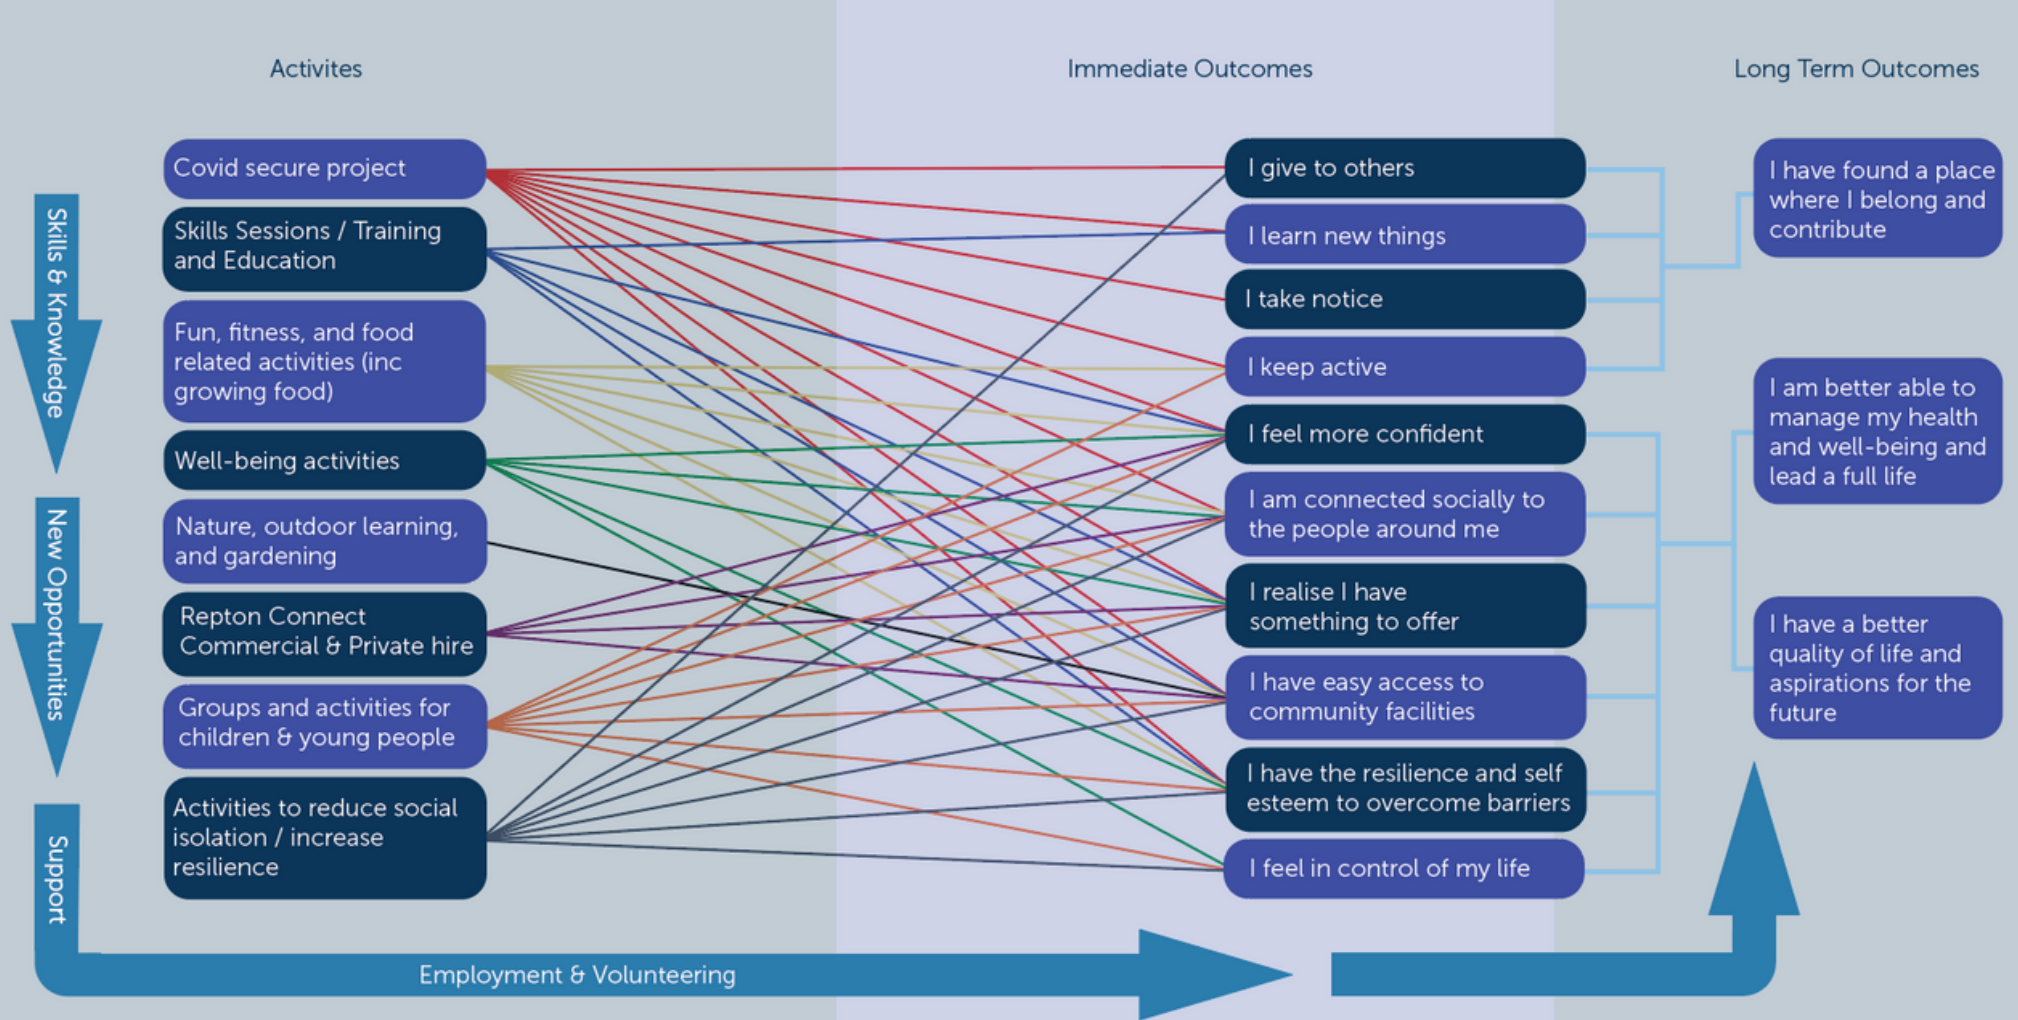 Activites
Immediate Outcomes
Long Term Outcomes
Skills & Knowledge
New Opportunities
Support
Employment & Volunteering
Covid secure project
Skills Sessions / Training
and Education
Fun, fitness, and food
related activities (inc
growing food)
Well-being activities
Nature, outdoor learning,
and gardening
Repton Connect
Commercial & Private hire
Groups and activities for
children & young people
Activities to reduce social
isolation / increase
resilience
I give to others
I learn new things
I take notice
I keep active
I feel more confident
I am connected socially to
the people around me
I realise I have
something to offer
I have easy access to
community facilities
I have the resilience and self
esteem to overcome barriers
I feel in control of my life
I have found a place
where I belong and
contribute
I am better able to
manage my health
and well-being and
lead a full life
I have a better
quality of life and
aspirations for the
future